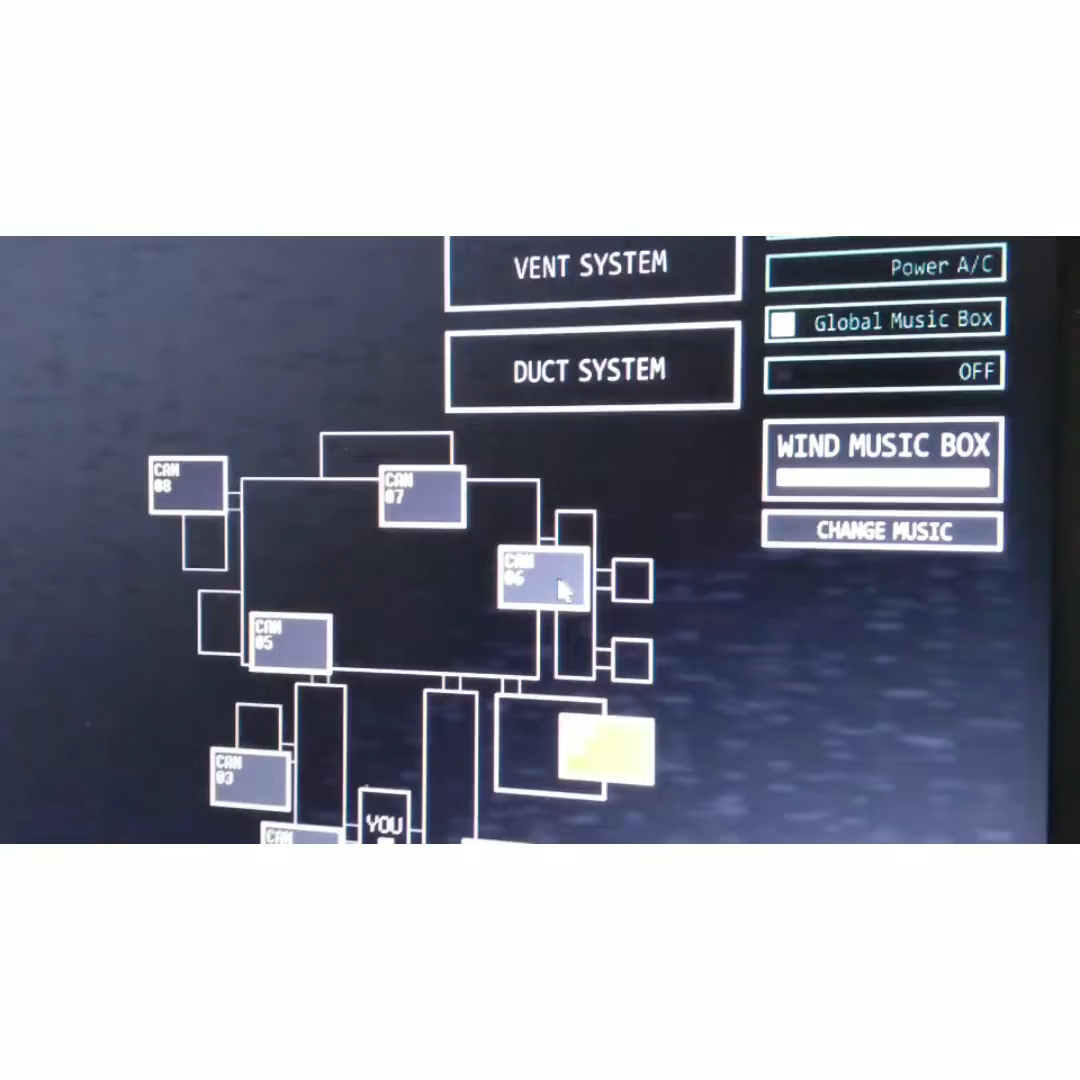 VENT SYSTEM
Power A/C
Global Music Box
DUCT SYSTEM
OFF
WIND MUSIC BOX
CHANGE MUSIC
CAM
08
CAM
07
CAM
06
CAM
05
CAM
03
YOU
CAM